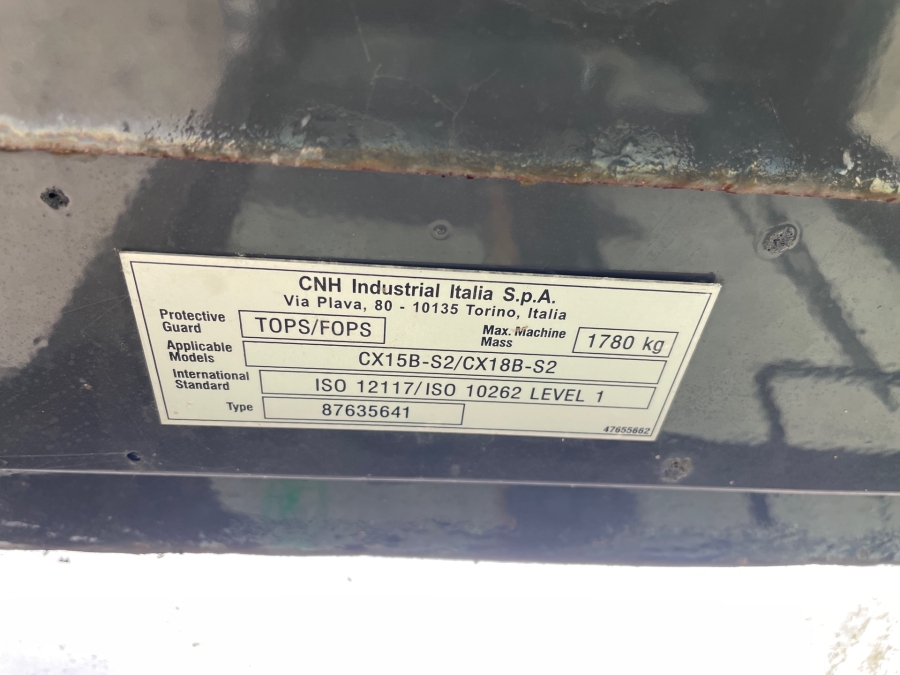 CNH Industrial Italia S.p.A.
Via Plava, 80 - 10135 Torino, Italia
Protective Guard TOPS/FOPS Max. Machine Mass 1780 kg
Applicable Models CX15B-S2/CX18B-S2
International Standard ISO 12117/ISO 10262 LEVEL 1
Type 87635641
47655662